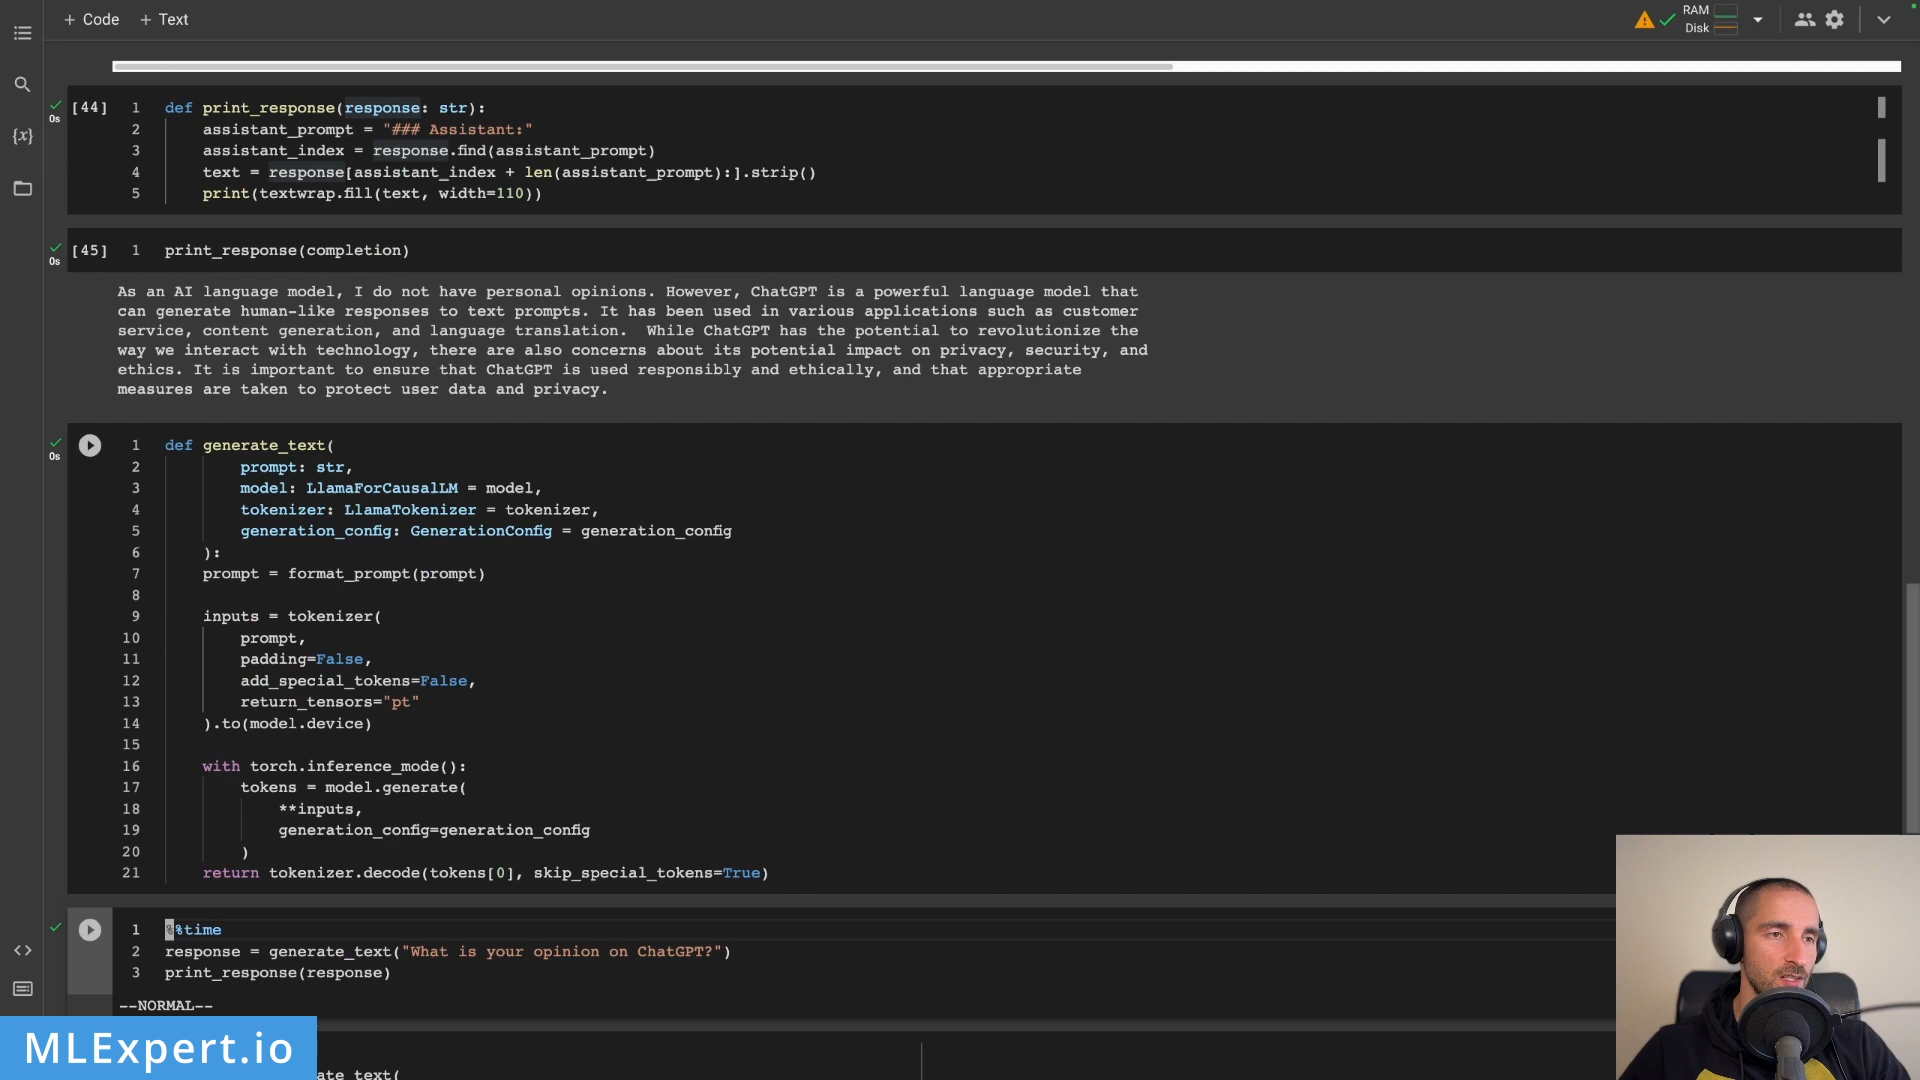 + Code + Text
RAM
Disk
[44] 1 def print_response(response: str):
2 assistant_prompt = "### Assistant:"
3 assistant_index = response.find(assistant_prompt)
4 text = response[assistant_index + len(assistant_prompt):].strip()
5 print(textwrap.fill(text, width=110))
0s
[45] 1 print_response(completion)
0s
As an AI language model, I do not have personal opinions. However, ChatGPT is a powerful language model that
can generate human-like responses to text prompts. It has been used in various applications such as customer
service, content generation, and language translation.  While ChatGPT has the potential to revolutionize the
way we interact with technology, there are also concerns about its potential impact on privacy, security, and
ethics. It is important to ensure that ChatGPT is used responsibly and ethically, and that appropriate
measures are taken to protect user data and privacy.
0s
1 def generate_text(
2 prompt: str,
3 model: LlamaForCausalLM = model,
4 tokenizer: LlamaTokenizer = tokenizer,
5 generation_config: GenerationConfig = generation_config
6 ):
7 prompt = format_prompt(prompt)
8
9 inputs = tokenizer(
10 prompt,
11 padding=False,
12 add_special_tokens=False,
13 return_tensors="pt"
14 ).to(model.device)
15
16 with torch.inference_mode():
17 tokens = model.generate(
18 **inputs,
19 generation_config=generation_config
20 )
21 return tokenizer.decode(tokens[0], skip_special_tokens=True)
1 %%time
2 response = generate_text("What is your opinion on ChatGPT?")
3 print_response(response)
--NORMAL--
MLExpert.io
ate_text(